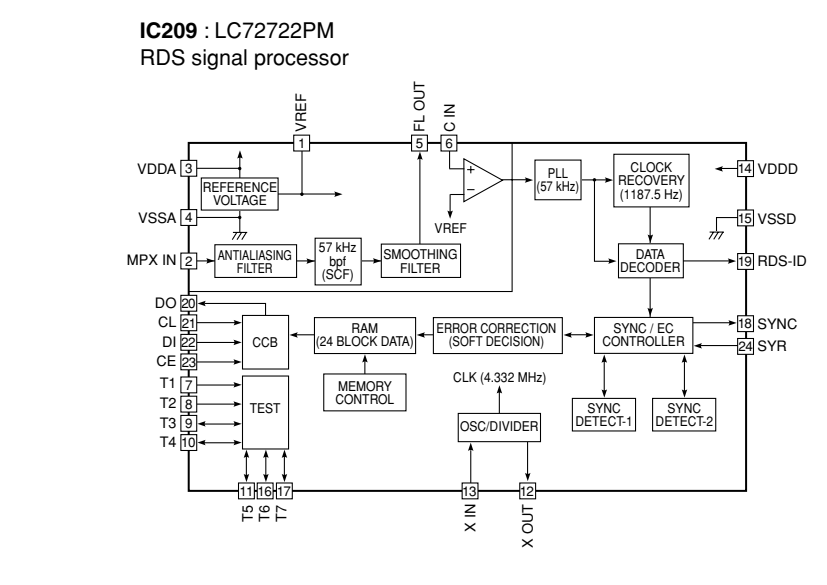 IC209 : LC72722PM
RDS signal processor
VREF
FL OUT
C IN
1
5
6
VDDA 3
REFERENCE
VOLTAGE
VSSA 4
+
−
VREF
PLL
(57 kHz)
CLOCK
RECOVERY
(1187.5 Hz)
14 VDDD
15 VSSD
MPX IN 2
ANTIALIASING
FILTER
57 kHz
bpf
(SCF)
SMOOTHING
FILTER
DATA
DECODER
19 RDS-ID
DO 20
CL 21
DI 22
CE 23
CCB
RAM
(24 BLOCK DATA)
ERROR CORRECTION
(SOFT DECISION)
SYNC / EC
CONTROLLER
18 SYNC
24 SYR
T1 7
T2 8
T3 9
T4 10
TEST
MEMORY
CONTROL
CLK (4.332 MHz)
OSC/DIVIDER
SYNC
DETECT-1
SYNC
DETECT-2
11
16
17
13
12
T5
T6
T7
X IN
X OUT